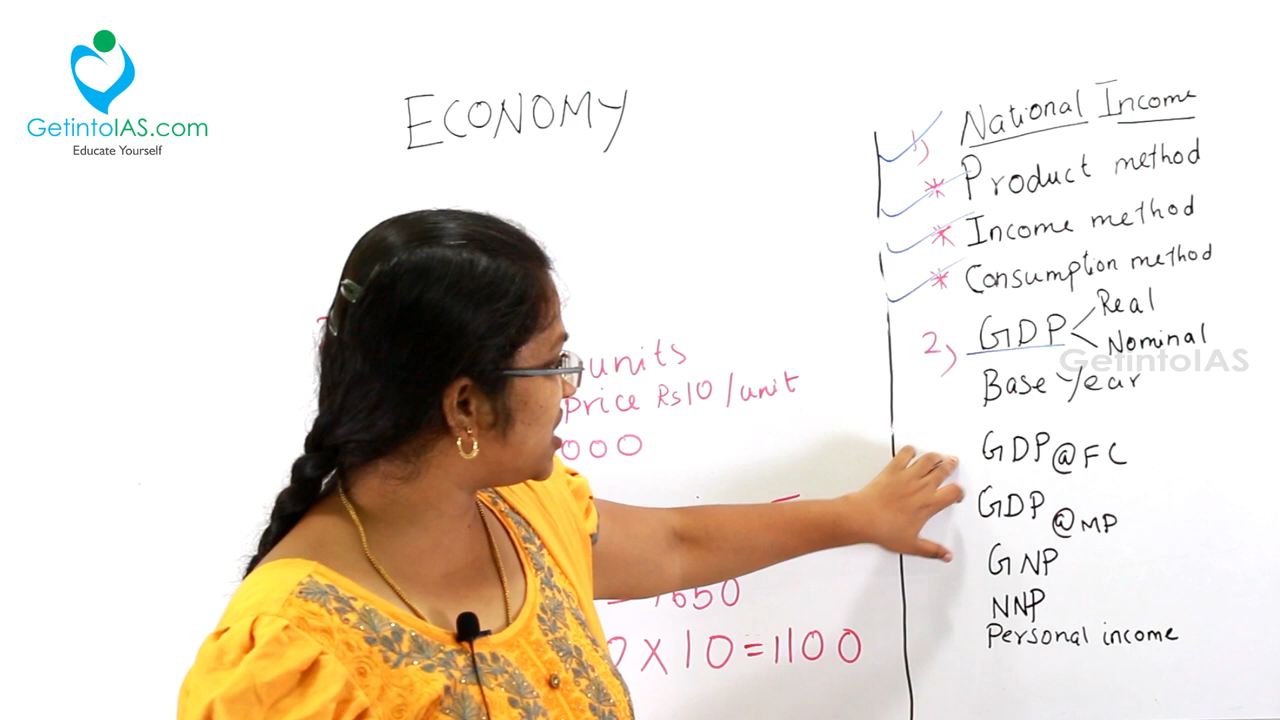 GetintoIAS.com
Educate Yourself
ECONOMY
units
Price Rs10 /unit
000
650
0 X 10 = 1100
1) National Income
* Product method
* Income method
* Consumption method
2) GDP Real
Nominal
GetintoIAS
Base Year
GDP @ FC
GDP @ MP
GNP
NNP
Personal income